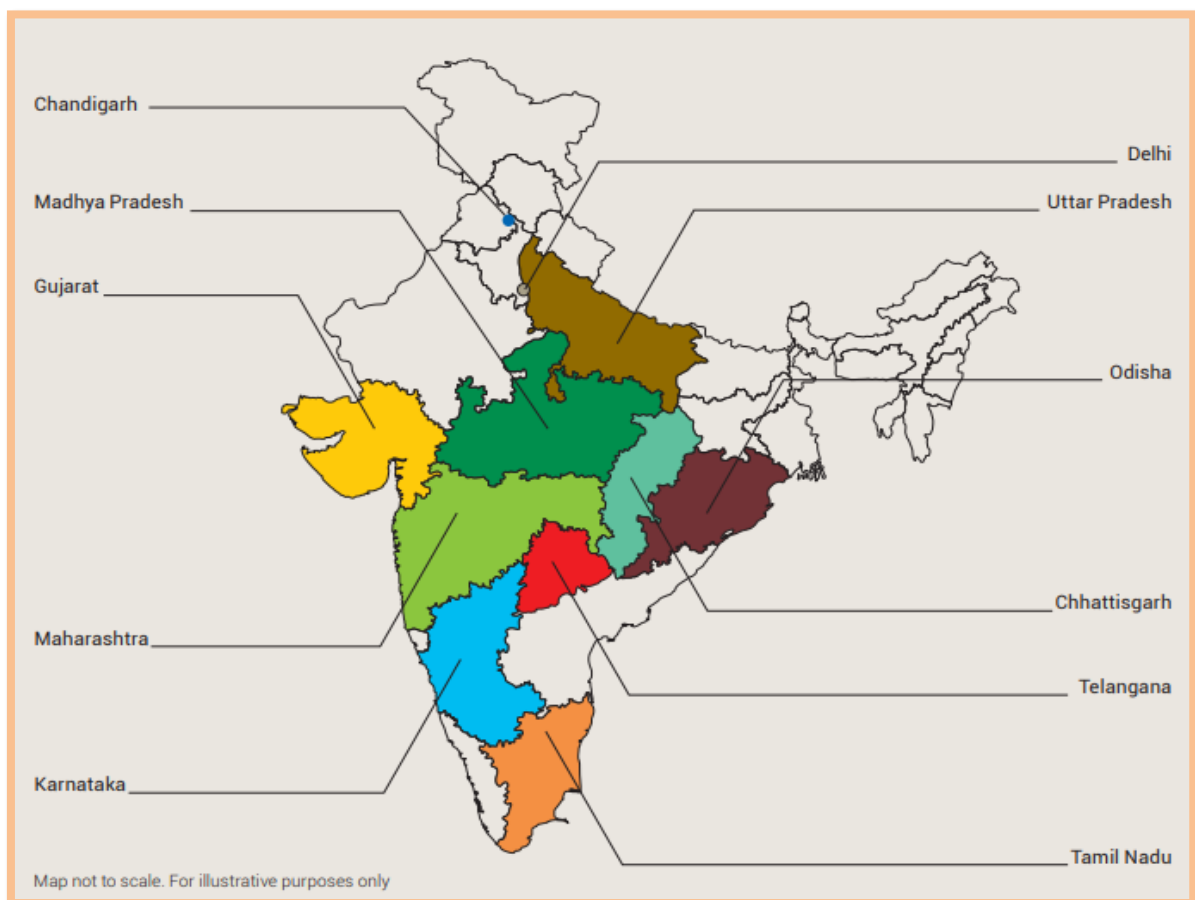 Chandigarh
Delhi
Madhya Pradesh
Uttar Pradesh
Gujarat
Odisha
Chhattisgarh
Maharashtra
Telangana
Karnataka
Tamil Nadu
Map not to scale. For illustrative purposes only